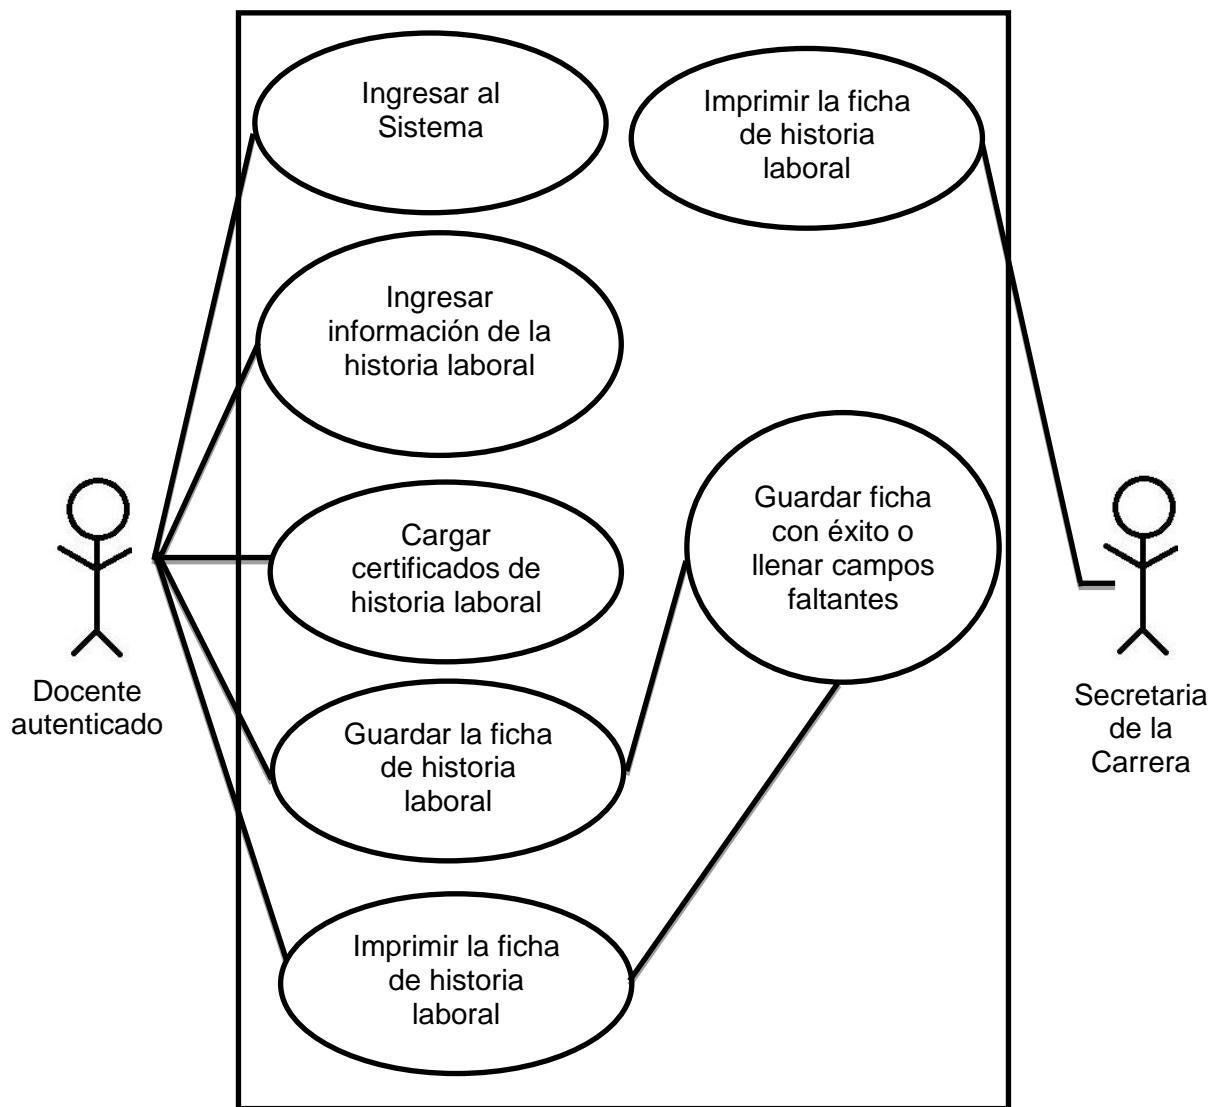 Ingresar al
Sistema
Imprimir la ficha
de historia
laboral
Ingresar
información de la
historia laboral
Cargar
certificados de
historia laboral
Guardar ficha
con éxito o
llenar campos
faltantes
Docente
autenticado
Secretaria
de la
Carrera
Guardar la ficha
de historia
laboral
Imprimir la ficha
de historia
laboral